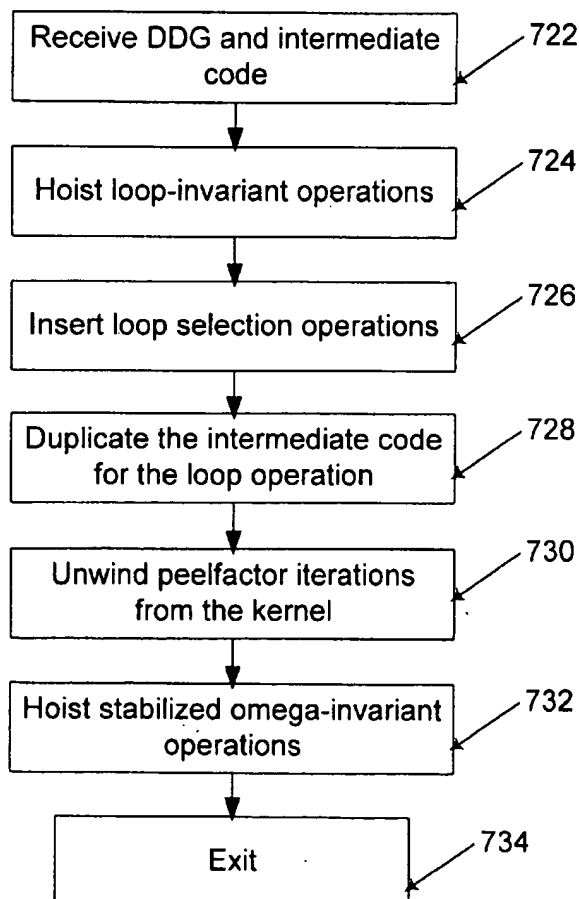 Receive DDG and intermediate
code
722
Hoist loop-invariant operations
724
Insert loop selection operations
726
Duplicate the intermediate code
for the loop operation
728
Unwind peelfactor iterations
from the kernel
730
Hoist stabilized omega-invariant
operations
732
Exit
734